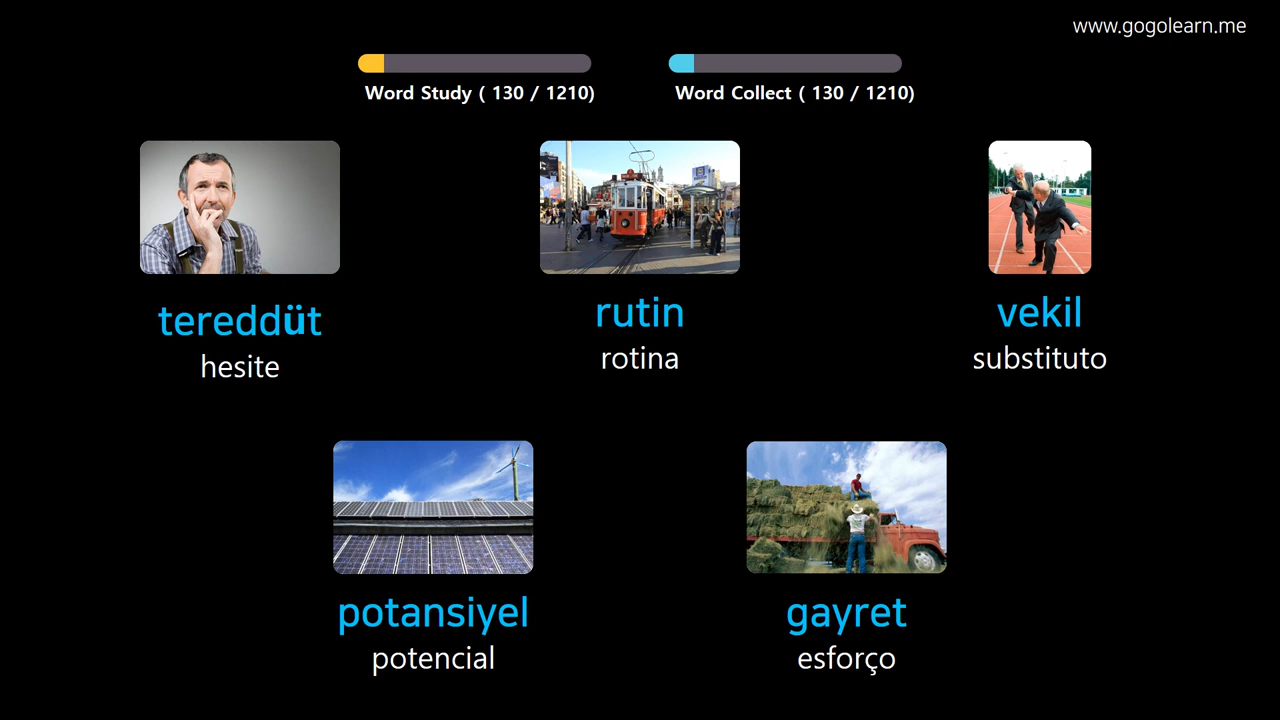 www.gogolearn.me
Word Study ( 130 / 1210)
Word Collect ( 130 / 1210)
tereddüt
hesite
rutin
rotina
vekil
substituto
potansiyel
potencial
gayret
esforço